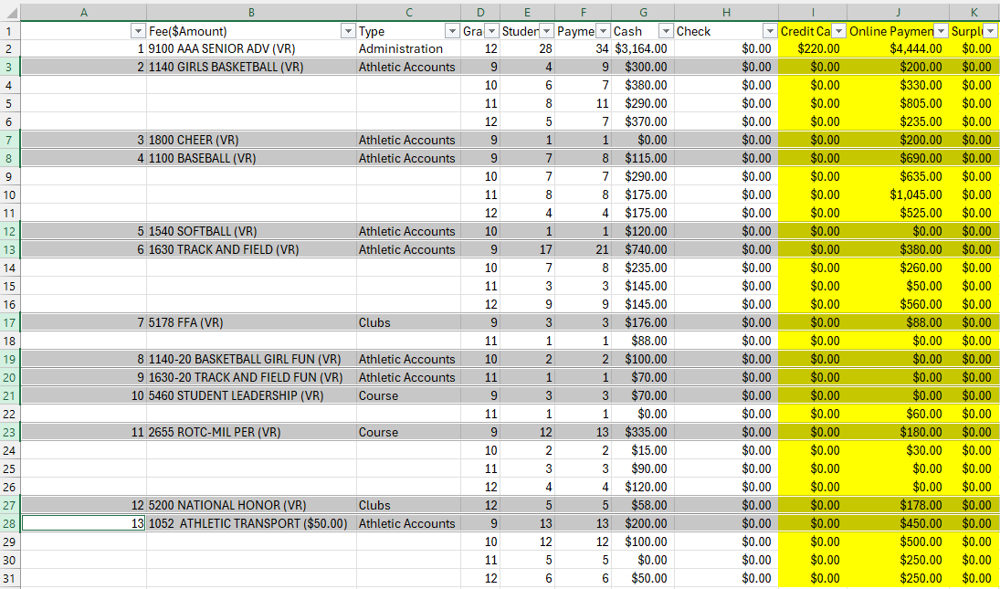 A B C D E F G H I J K
1 Fee($Amount) Type Gra Studen Payme Cash Check Credit Ca Online Paymen Surplu
2 1 9100 AAA SENIOR ADV (VR) Administration 12 28 34 $3,164.00 $0.00 $220.00 $4,444.00 $0.00
3 2 1140 GIRLS BASKETBALL (VR) Athletic Accounts 9 4 9 $300.00 $0.00 $0.00 $200.00 $0.00
4 10 6 7 $380.00 $0.00 $0.00 $330.00 $0.00
5 11 8 11 $290.00 $0.00 $0.00 $805.00 $0.00
6 12 5 7 $370.00 $0.00 $0.00 $235.00 $0.00
7 3 1800 CHEER (VR) Athletic Accounts 9 1 1 $0.00 $0.00 $0.00 $200.00 $0.00
8 4 1100 BASEBALL (VR) Athletic Accounts 9 7 8 $115.00 $0.00 $0.00 $690.00 $0.00
9 10 7 7 $290.00 $0.00 $0.00 $635.00 $0.00
10 11 8 8 $175.00 $0.00 $0.00 $1,045.00 $0.00
11 12 4 4 $175.00 $0.00 $0.00 $525.00 $0.00
12 5 1540 SOFTBALL (VR) Athletic Accounts 10 1 1 $120.00 $0.00 $0.00 $0.00 $0.00
13 6 1630 TRACK AND FIELD (VR) Athletic Accounts 9 17 21 $740.00 $0.00 $0.00 $380.00 $0.00
14 10 7 8 $235.00 $0.00 $0.00 $260.00 $0.00
15 11 3 3 $145.00 $0.00 $0.00 $50.00 $0.00
16 12 9 9 $145.00 $0.00 $0.00 $560.00 $0.00
17 7 5178 FFA (VR) Clubs 9 3 3 $176.00 $0.00 $0.00 $88.00 $0.00
18 11 1 1 $88.00 $0.00 $0.00 $0.00 $0.00
19 8 1140-20 BASKETBALL GIRL FUN (VR) Athletic Accounts 10 2 2 $100.00 $0.00 $0.00 $0.00 $0.00
20 9 1630-20 TRACK AND FIELD FUN (VR) Athletic Accounts 11 1 1 $70.00 $0.00 $0.00 $0.00 $0.00
21 10 5460 STUDENT LEADERSHIP (VR) Course 9 3 3 $70.00 $0.00 $0.00 $0.00 $0.00
22 11 1 1 $0.00 $0.00 $0.00 $60.00 $0.00
23 11 2655 ROTC-MIL PER (VR) Course 9 12 13 $335.00 $0.00 $0.00 $180.00 $0.00
24 10 2 2 $15.00 $0.00 $0.00 $30.00 $0.00
25 11 3 3 $90.00 $0.00 $0.00 $0.00 $0.00
26 12 4 4 $120.00 $0.00 $0.00 $0.00 $0.00
27 12 5200 NATIONAL HONOR (VR) Clubs 12 5 5 $58.00 $0.00 $0.00 $178.00 $0.00
28 13 1052 ATHLETIC TRANSPORT ($50.00) Athletic Accounts 9 13 13 $200.00 $0.00 $0.00 $450.00 $0.00
29 10 12 12 $100.00 $0.00 $0.00 $500.00 $0.00
30 11 5 5 $0.00 $0.00 $0.00 $250.00 $0.00
31 12 6 6 $50.00 $0.00 $0.00 $250.00 $0.00